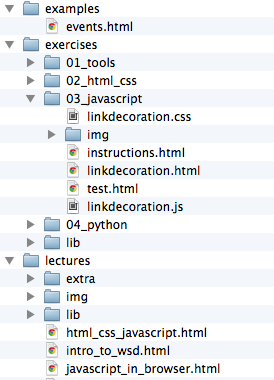 examples
events.html
exercises
01_tools
02_html_css
03_javascript
linkdecoration.css
img
instructions.html
linkdecoration.html
test.html
linkdecoration.js
04_python
lib
lectures
extra
img
lib
html_css_javascript.html
intro_to_wsd.html
javascript_in_browser.html